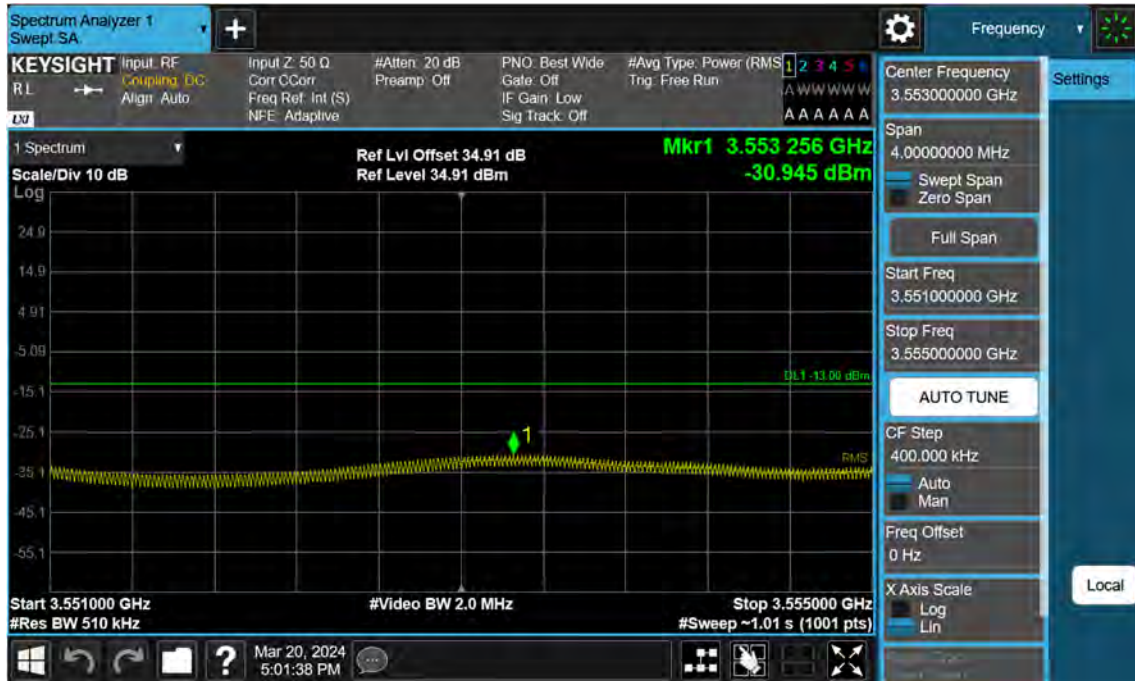 Spectrum Analyzer 1
Swept SA
Frequency
KEYSIGHT
RL
LXI
Input: RF
Coupling: DC
Align: Auto
Input Z: 50 Ω
Corr CCorr
Freq Ref: Int (S)
NFE: Adaptive
#Atten: 20 dB
Preamp: Off
PNO: Best Wide
Gate: Off
IF Gain: Low
Sig Track: Off
#Avg Type: Power (RMS
Trig: Free Run
1 2 3 4 5 6
A W W W W W
A A A A A A
1 Spectrum
Scale/Div 10 dB
Log
Ref Lvl Offset 34.91 dB
Ref Level 34.91 dBm
Mkr1 3.553 256 GHz
-30.945 dBm
24.9
14.9
4.91
-5.09
DL1 -13.00 dBm
-15.1
-25.1
1
RMS
-35.1
-45.1
-55.1
Start 3.551000 GHz
#Res BW 510 kHz
#Video BW 2.0 MHz
Stop 3.555000 GHz
#Sweep ~1.01 s (1001 pts)
?
Mar 20, 2024
5:01:38 PM
Center Frequency
3.553000000 GHz
Span
4.00000000 MHz
Swept Span
Zero Span
Full Span
Start Freq
3.551000000 GHz
Stop Freq
3.555000000 GHz
AUTO TUNE
CF Step
400.000 kHz
Auto
Man
Freq Offset
0 Hz
X Axis Scale
Log
Lin
Settings
Local